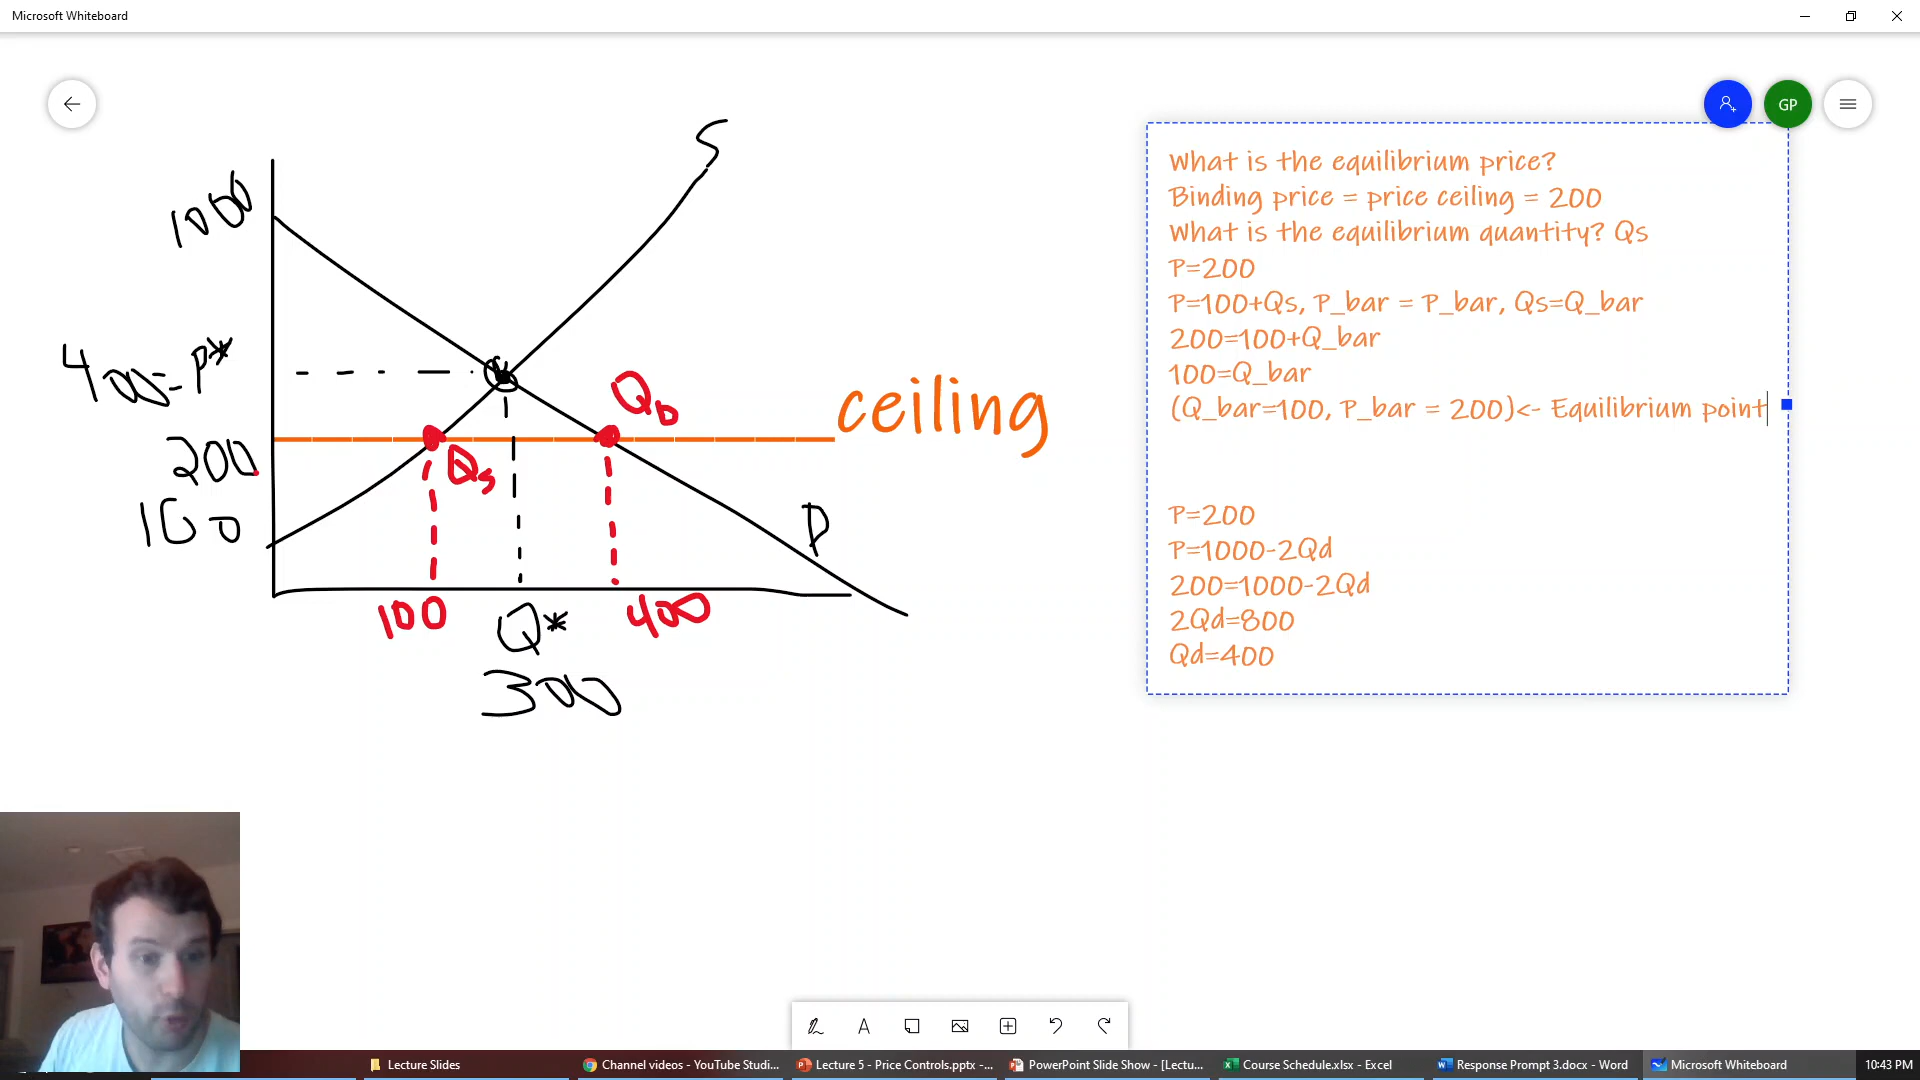 Microsoft Whiteboard
GP
S
1000
400=P*
200
100
Qs
QD
ceiling
D
100
Q*
400
300
What is the equilibrium price?
Binding price = price ceiling = 200
What is the equilibrium quantity? Qs
P=200
P=100+Qs, P_bar = P_bar, Qs=Q_bar
200=100+Q_bar
100=Q_bar
(Q_bar=100, P_bar = 200)<- Equilibrium point
P=200
P=1000-2Qd
200=1000-2Qd
2Qd=800
Qd=400
Lecture Slides
Channel videos - YouTube Studi...
Lecture 5 - Price Controls.pptx -...
PowerPoint Slide Show - [Lectu...
Course Schedule.xlsx - Excel
Response Prompt 3.docx - Word
Microsoft Whiteboard
10:43 PM